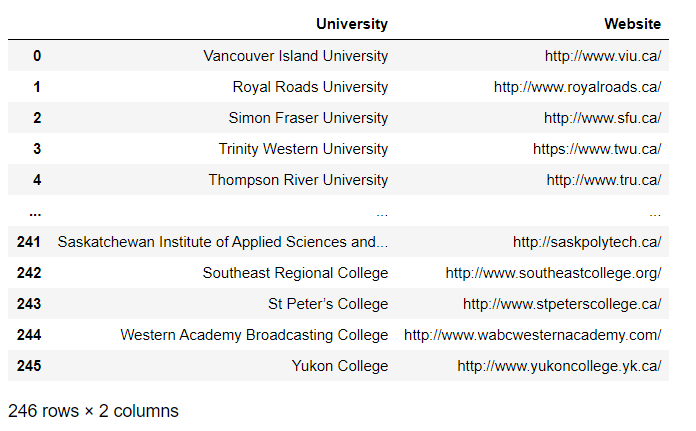 University Website
0 Vancouver Island University http://www.viu.ca/
1 Royal Roads University http://www.royalroads.ca/
2 Simon Fraser University http://www.sfu.ca/
3 Trinity Western University https://www.twu.ca/
4 Thompson River University http://www.tru.ca/
... ... ...
241 Saskatchewan Institute of Applied Sciences and... http://saskpolytech.ca/
242 Southeast Regional College http://www.southeastcollege.org/
243 St Peter’s College http://www.stpeterscollege.ca/
244 Western Academy Broadcasting College http://www.wabcwesternacademy.com/
245 Yukon College http://www.yukoncollege.yk.ca/
246 rows × 2 columns